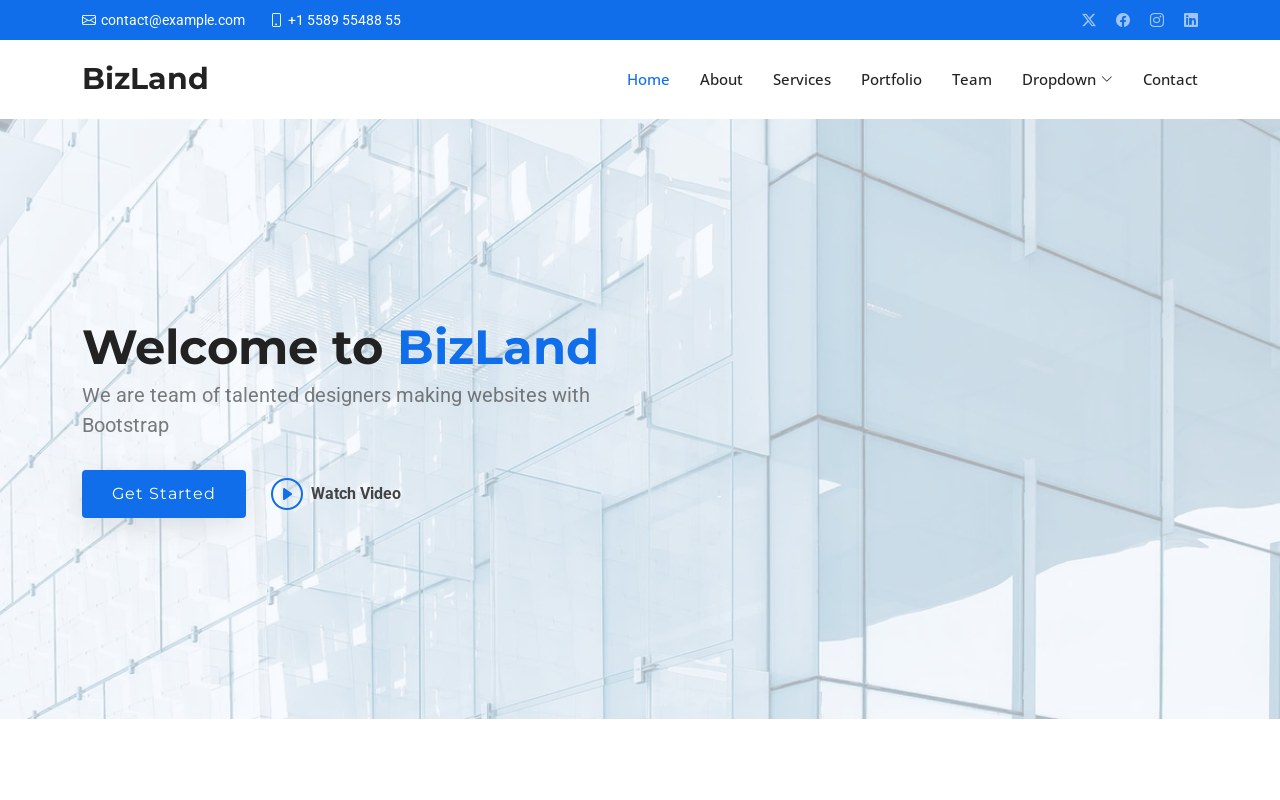 contact@example.com +1 5589 55488 55
BizLand Home About Services Portfolio Team Dropdown Contact
Welcome to BizLand
We are team of talented designers making websites with
Bootstrap
Get Started Watch Video